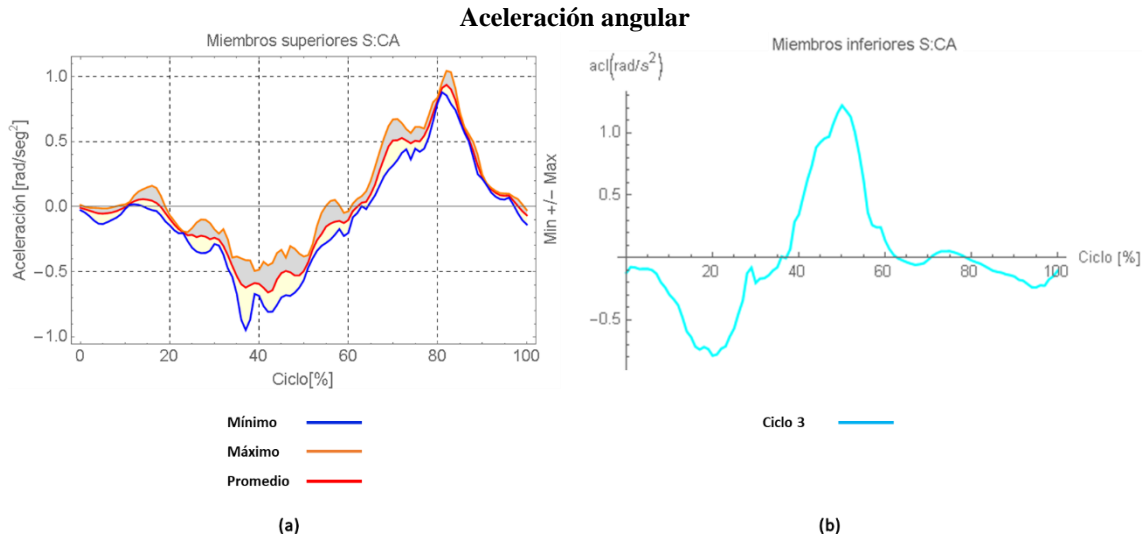 Aceleración angular
Miembros superiores S:CA
Aceleración [rad/seg²]
1.0
0.5
0.0
−0.5
−1.0
0 20 40 60 80 100
Ciclo[%]
Min +/− Max
Mínimo
Máximo
Promedio
(a)
Miembros inferiores S:CA
acl(rad/s²)
1.0
0.5
−0.5
20 40 60 80 100
Ciclo [%]
Ciclo 3
(b)